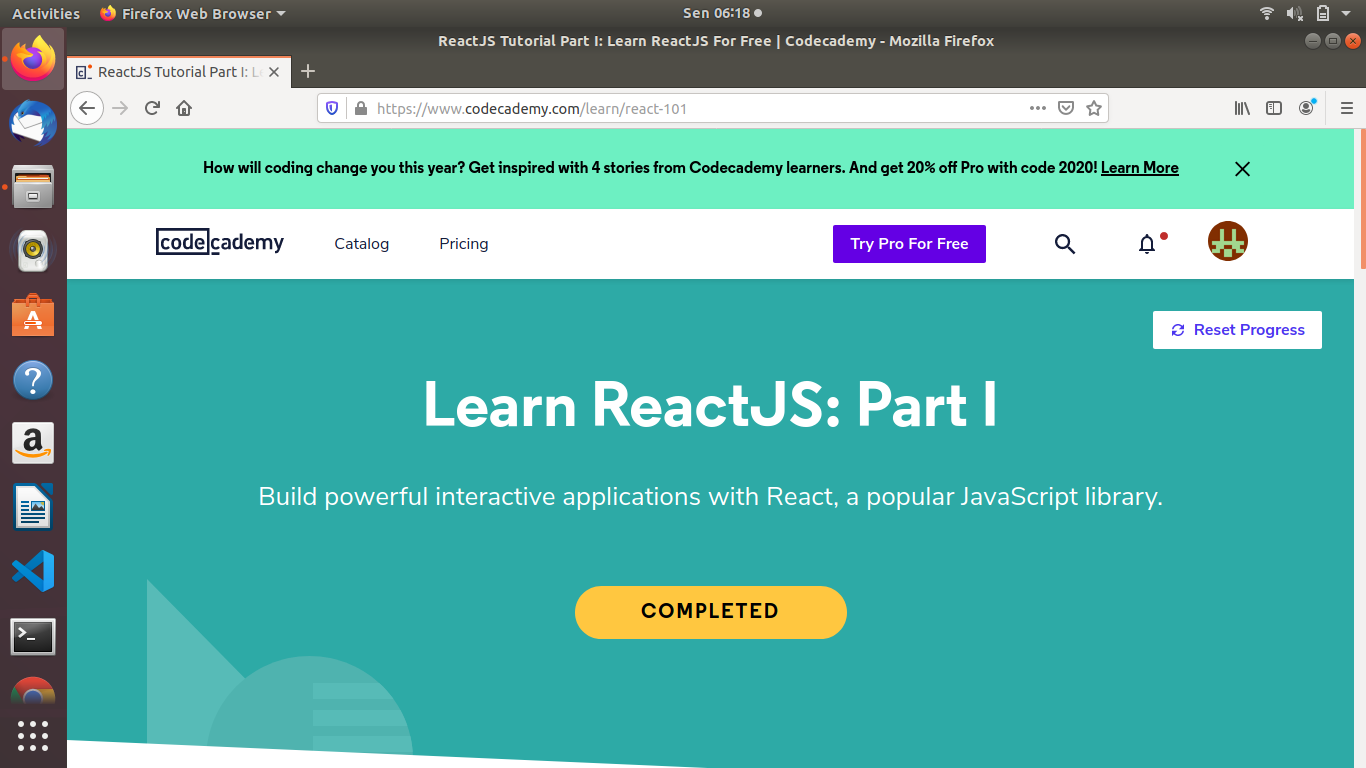 Activities
Firefox Web Browser
Sen 06:18
ReactJS Tutorial Part I: Learn ReactJS For Free | Codecademy - Mozilla Firefox
ReactJS Tutorial Part I: L
https://www.codecademy.com/learn/react-101
How will coding change you this year? Get inspired with 4 stories from Codecademy learners. And get 20% off Pro with code 2020! Learn More
codecademy
Catalog
Pricing
Try Pro For Free
Reset Progress
Learn ReactJS: Part I
Build powerful interactive applications with React, a popular JavaScript library.
COMPLETED